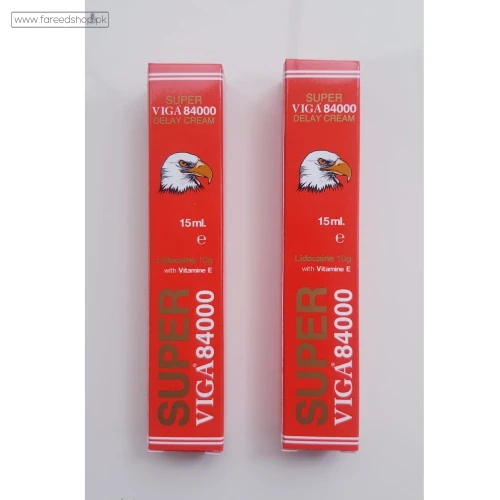 www.fareedshop.pk
SUPER
VIGA 84000
DELAY CREAM
15ml.
e
Lidocaine 10g
with Vitamine E
SUPER
VIGA 84000
SUPER
VIGA 84000
DELAY CREAM
15ml.
e
Lidocaine 10g
with Vitamine E
SUPER
VIGA® 84000